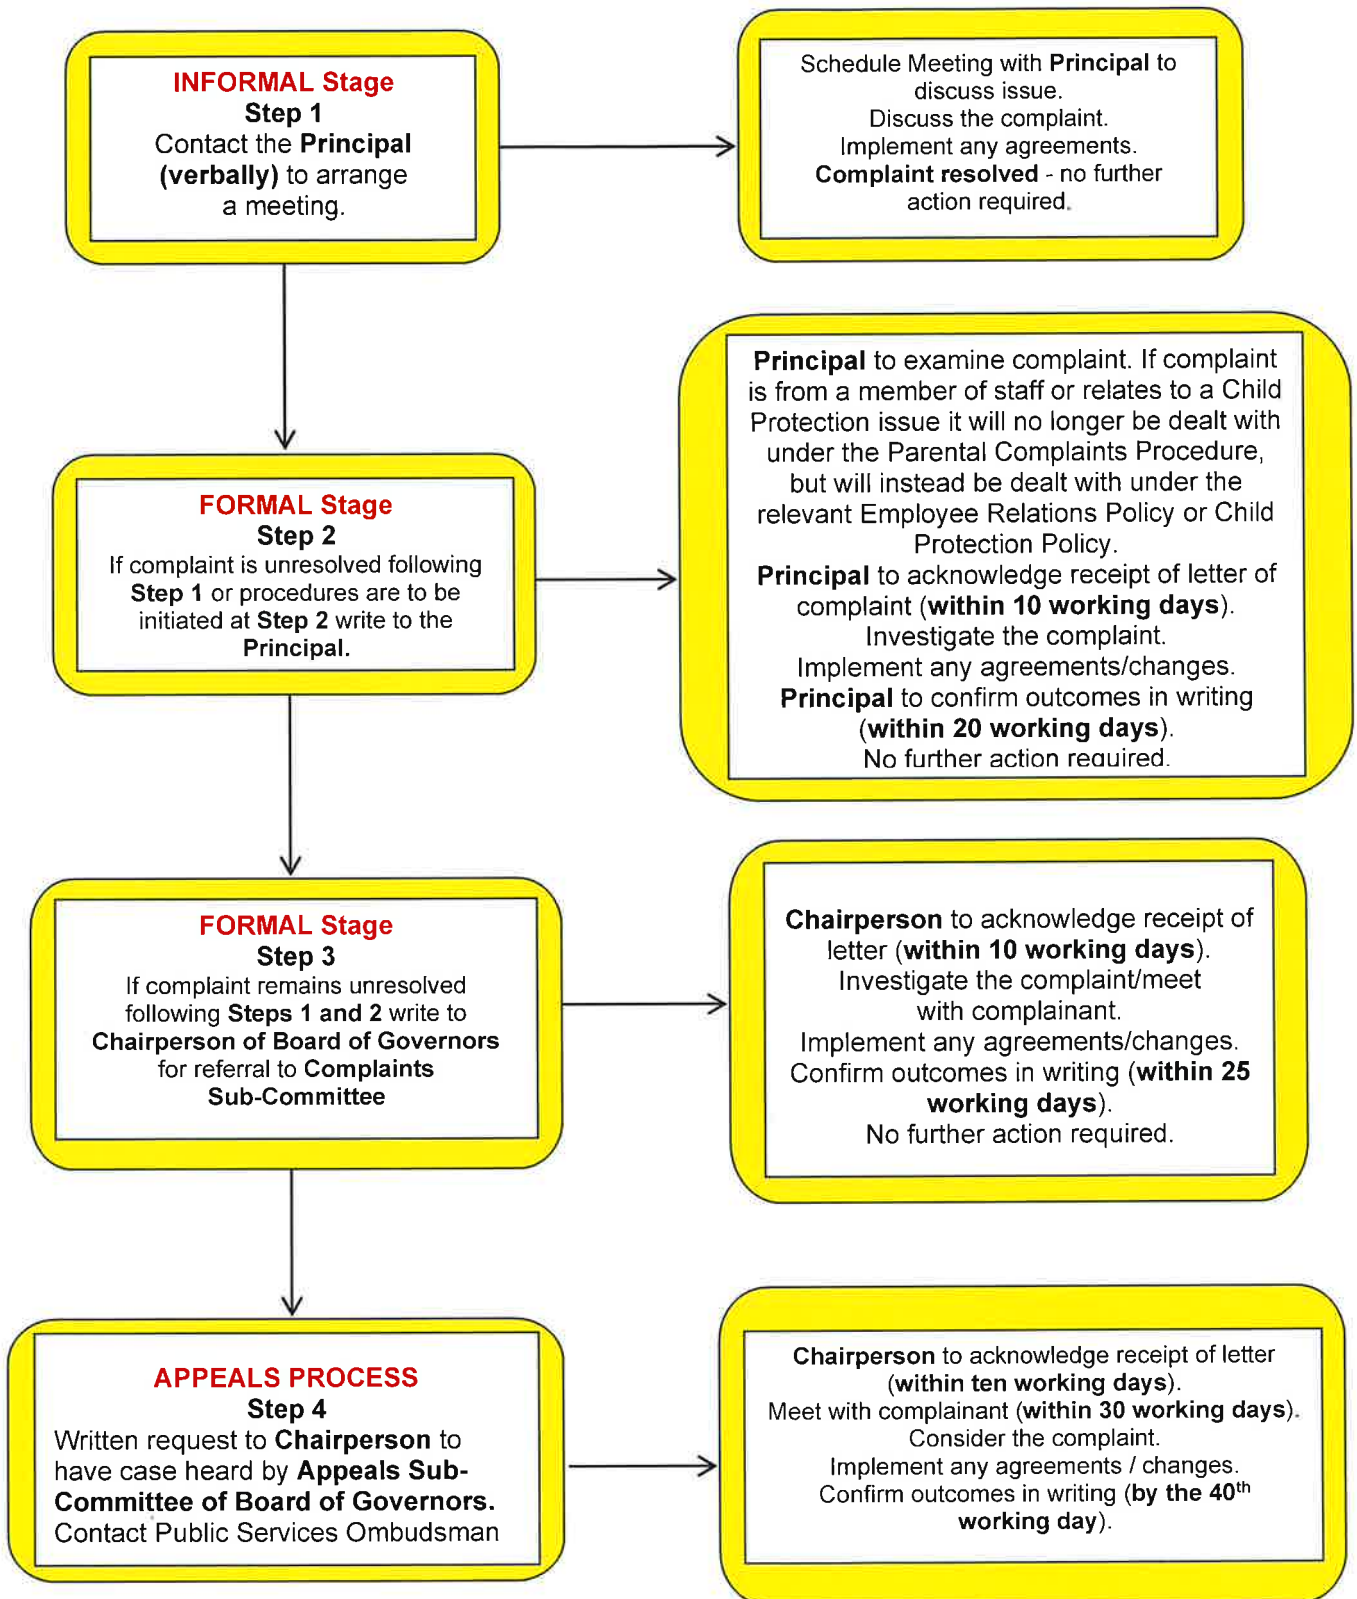 INFORMAL Stage
Step 1
Contact the Principal
(verbally) to arrange
a meeting.
Schedule Meeting with Principal to
discuss issue.
Discuss the complaint.
Implement any agreements.
Complaint resolved - no further
action required.
FORMAL Stage
Step 2
If complaint is unresolved following
Step 1 or procedures are to be
initiated at Step 2 write to the
Principal.
Principal to examine complaint. If complaint
is from a member of staff or relates to a Child
Protection issue it will no longer be dealt with
under the Parental Complaints Procedure,
but will instead be dealt with under the
relevant Employee Relations Policy or Child
Protection Policy.
Principal to acknowledge receipt of letter of
complaint (within 10 working days).
Investigate the complaint.
Implement any agreements/changes.
Principal to confirm outcomes in writing
(within 20 working days).
No further action required.
FORMAL Stage
Step 3
If complaint remains unresolved
following Steps 1 and 2 write to
Chairperson of Board of Governors
for referral to Complaints
Sub-Committee
Chairperson to acknowledge receipt of
letter (within 10 working days).
Investigate the complaint/meet
with complainant.
Implement any agreements/changes.
Confirm outcomes in writing (within 25
working days).
No further action required.
APPEALS PROCESS
Step 4
Written request to Chairperson to
have case heard by Appeals Sub-
Committee of Board of Governors.
Contact Public Services Ombudsman
Chairperson to acknowledge receipt of letter
(within ten working days).
Meet with complainant (within 30 working days).
Consider the complaint.
Implement any agreements / changes.
Confirm outcomes in writing (by the 40th
working day).